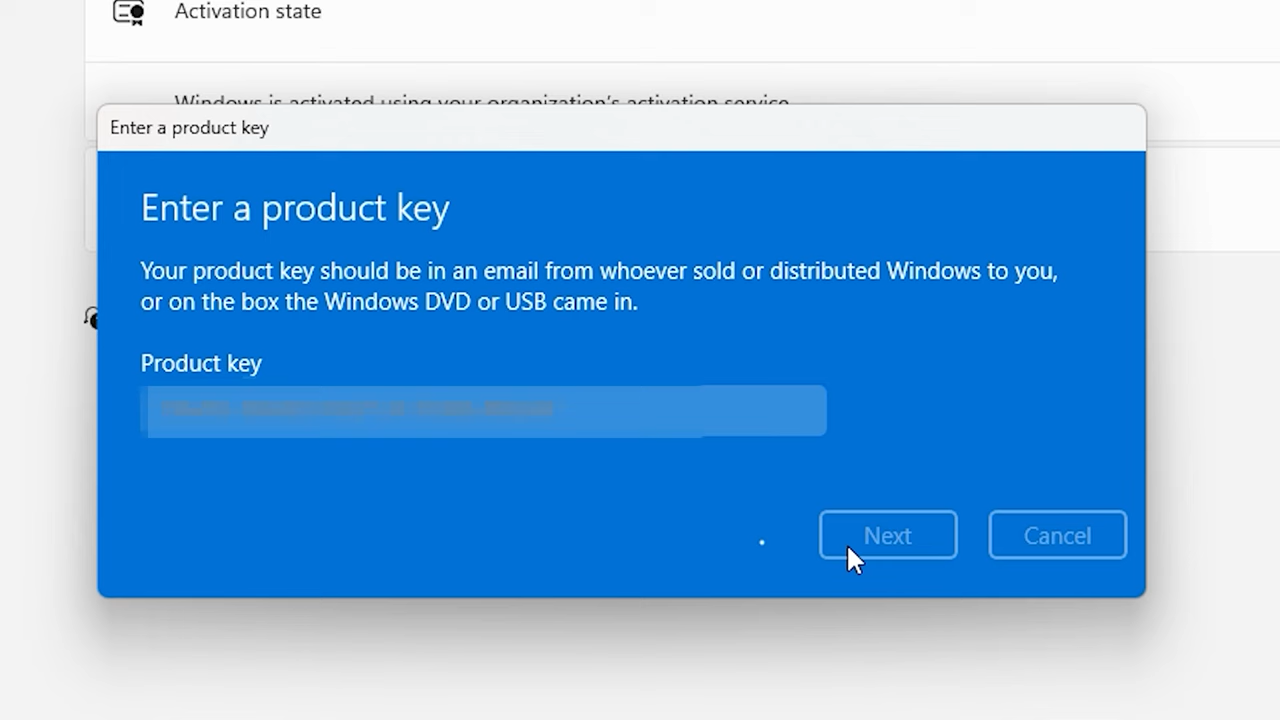 Activation state
Windows is activated using your organization's activation service
Enter a product key
Enter a product key
Your product key should be in an email from whoever sold or distributed Windows to you,
or on the box the Windows DVD or USB came in.
Product key
Next
Cancel